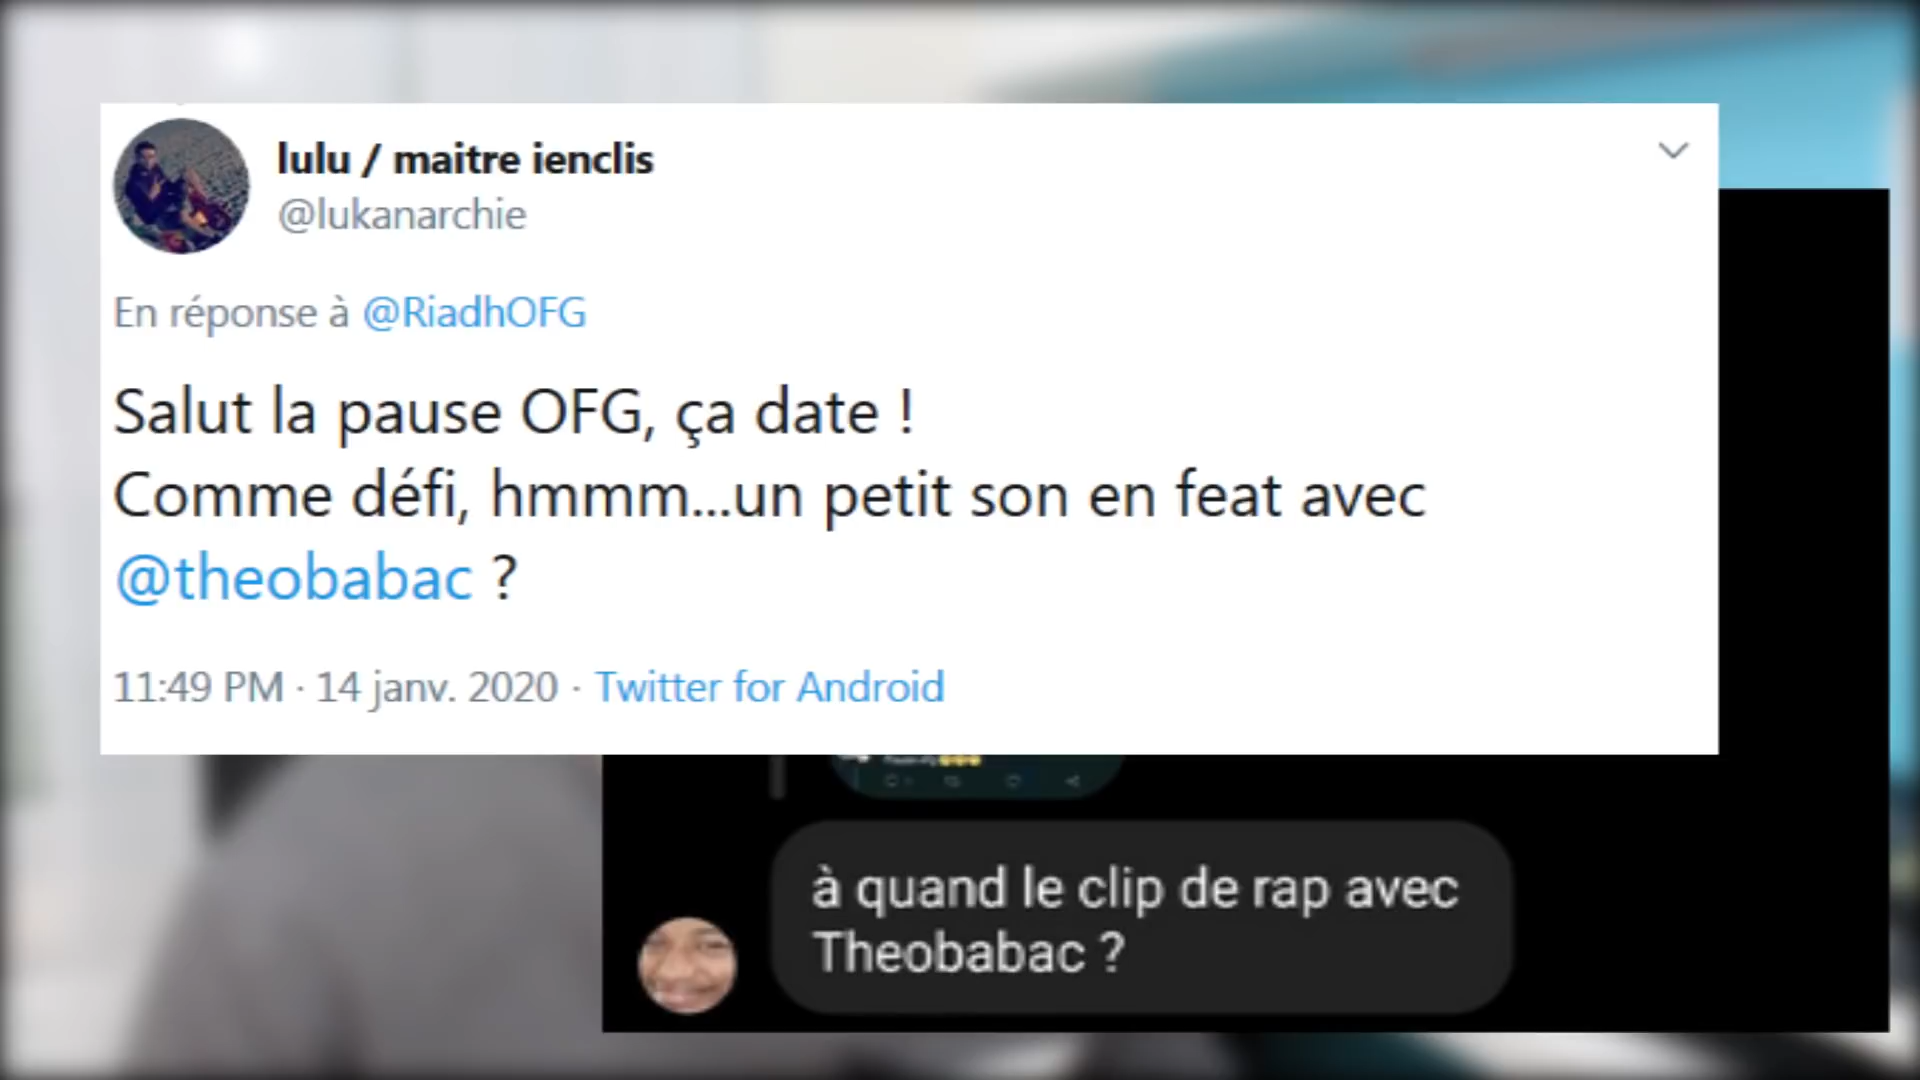 lulu / maitre ienclis
@lukanarchie
En réponse à @RiadhOFG
Salut la pause OFG, ça date !
Comme défi, hmmm...un petit son en feat avec
@theobabac ?
11:49 PM · 14 janv. 2020 · Twitter for Android
à quand le clip de rap avec
Theobabac ?